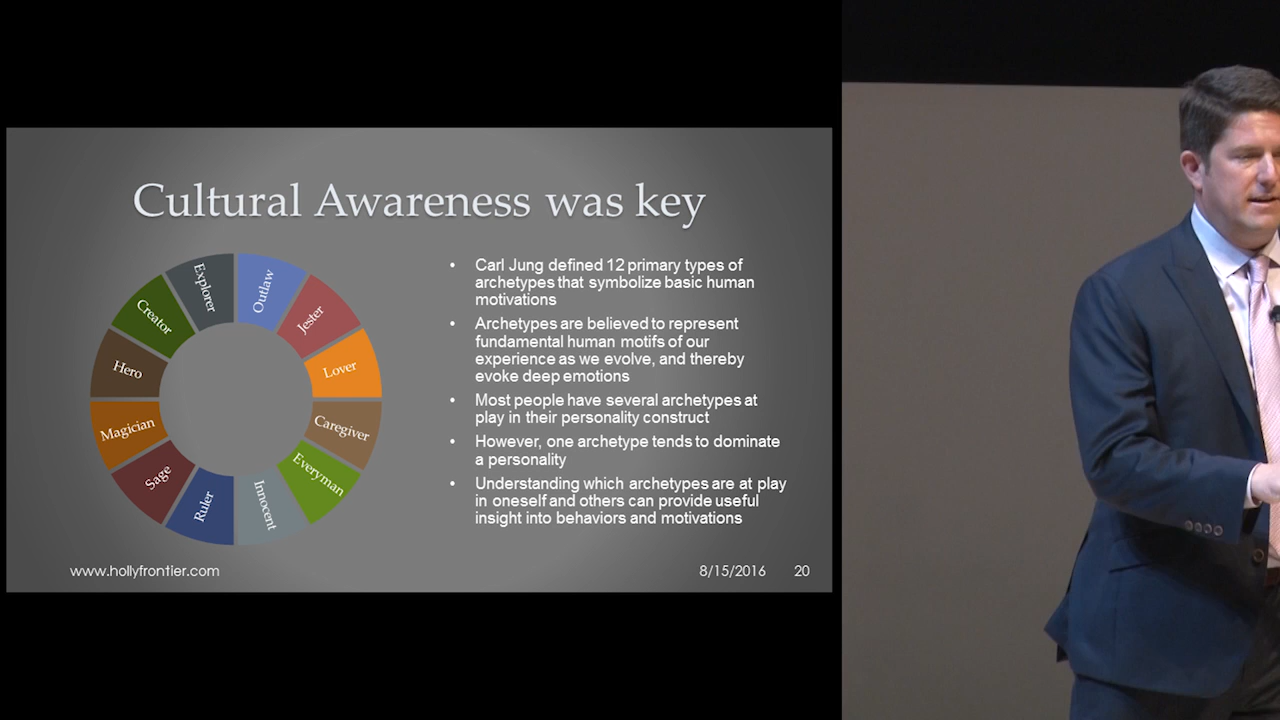 Cultural Awareness was key
Explorer
Outlaw
Jester
Lover
Caregiver
Everyman
Innocent
Ruler
Sage
Magician
Hero
Creator
• Carl Jung defined 12 primary types of
archetypes that symbolize basic human
motivations
• Archetypes are believed to represent
fundamental human motifs of our
experience as we evolve, and thereby
evoke deep emotions
• Most people have several archetypes at
play in their personality construct
• However, one archetype tends to dominate
a personality
• Understanding which archetypes are at play
in oneself and others can provide useful
insight into behaviors and motivations
www.hollyfrontier.com
8/15/2016 20